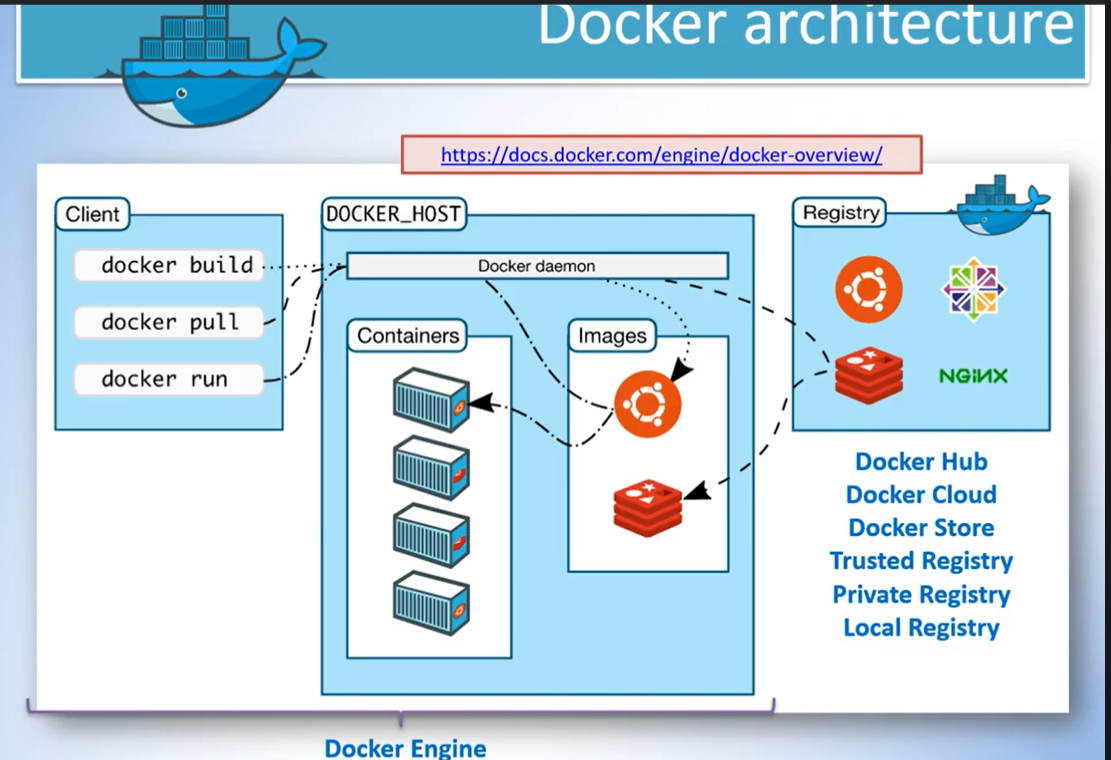 Docker architecture
https://docs.docker.com/engine/docker-overview/
Client
docker build
docker pull
docker run
DOCKER_HOST
Docker daemon
Containers
Images
Registry
NGiNX
Docker Hub
Docker Cloud
Docker Store
Trusted Registry
Private Registry
Local Registry
Docker Engine